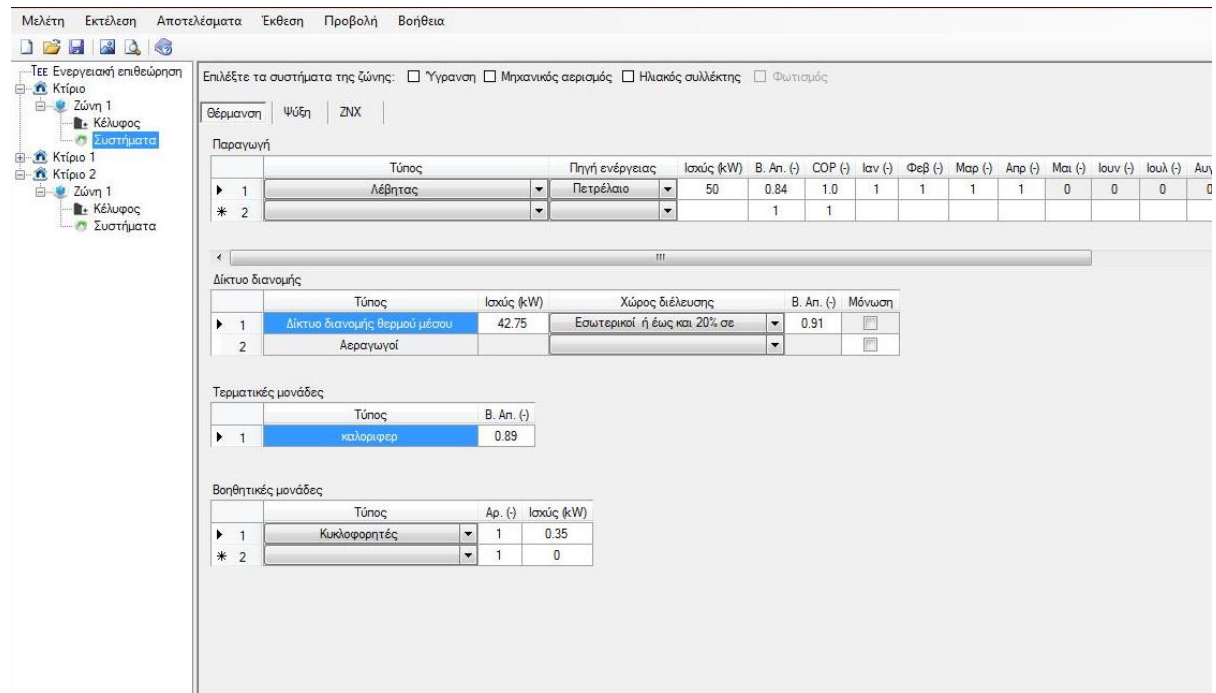 Μελέτη Εκτέλεση Αποτελέσματα Έκθεση Προβολή Βοήθεια
ΤΕΕ Ενεργειακή επιθεώρηση
Κτίριο
Ζώνη 1
Κέλυφος
Συστήματα
Κτίριο 1
Κτίριο 2
Ζώνη 1
Κέλυφος
Συστήματα
Επιλέξτε τα συστήματα της ζώνης: Ύγρανση Μηχανικός αερισμός Ηλιακός συλλέκτης Φωτισμός
Θέρμανση Ψύξη ΖΝΧ
Παραγωγή
Τύπος Πηγή ενέργειας Ισχύς (kW) Β. Απ. (-) COP (-) Ιαν (-) Φεβ (-) Μαρ (-) Απρ (-) Μαι (-) Ιουν (-) Ιουλ (-) Αυγ
1 Λέβητας Πετρέλαιο 50 0.84 1.0 1 1 1 1 0 0 0 0
* 2 1 1
Δίκτυο διανομής
Τύπος Ισχύς (kW) Χώρος διέλευσης Β. Απ. (-) Μόνωση
1 Δίκτυο διανομής θερμού μέσου 42.75 Εσωτερικοί ή έως και 20% σε 0.91
2 Αεραγωγοί
Τερματικές μονάδες
Τύπος Β. Απ. (-)
1 καλοριφερ 0.89
Βοηθητικές μονάδες
Τύπος Αρ. (-) Ισχύς (kW)
1 Κυκλοφορητές 1 0.35
* 2 1 0